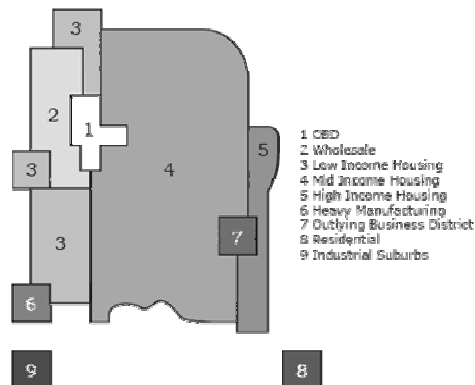 3
2
1
3
4
5
3
7
6
9
8
1 CBD
2 Wholesale
3 Low Income Housing
4 Mid Income Housing
5 High Income Housing
6 Heavy Manufacturing
7 Outlying Business District
8 Residential
9 Industrial Suburbs